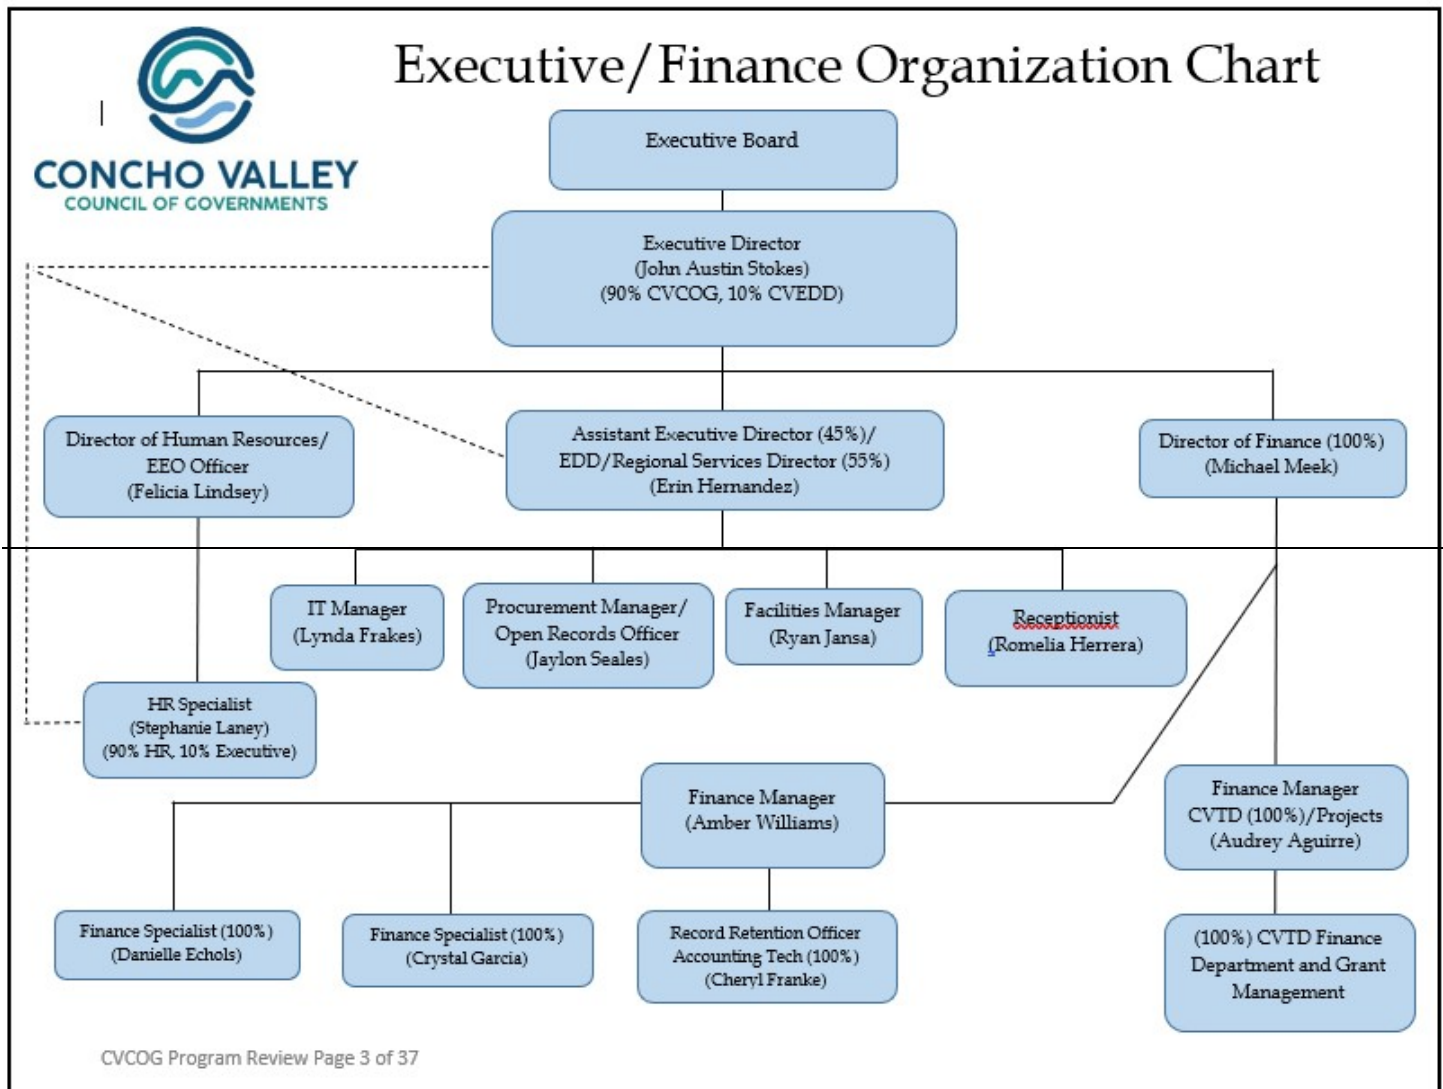 Executive/Finance Organization Chart
CONCHO VALLEY
COUNCIL OF GOVERNMENTS
Executive Board
Executive Director
(John Austin Stokes)
(90% CVCOG, 10% CVEDD)
Director of Human Resources/
EEO Officer
(Felicia Lindsey)
Assistant Executive Director (45%)/
EDD/Regional Services Director (55%)
(Erin Hernandez)
Director of Finance (100%)
(Michael Meek)
IT Manager
(Lynda Frakes)
Procurement Manager/
Open Records Officer
(Jaylon Seales)
Facilities Manager
(Ryan Jansa)
Receptionist
(Romelia Herrera)
HR Specialist
(Stephanie Laney)
(90% HR, 10% Executive)
Finance Manager
(Amber Williams)
Finance Manager
CVTD (100%)/Projects
(Audrey Aguirre)
Finance Specialist (100%)
(Danielle Echols)
Finance Specialist (100%)
(Crystal Garcia)
Record Retention Officer
Accounting Tech (100%)
(Cheryl Franke)
(100%) CVTD Finance
Department and Grant
Management
CVCOG Program Review Page 3 of 37